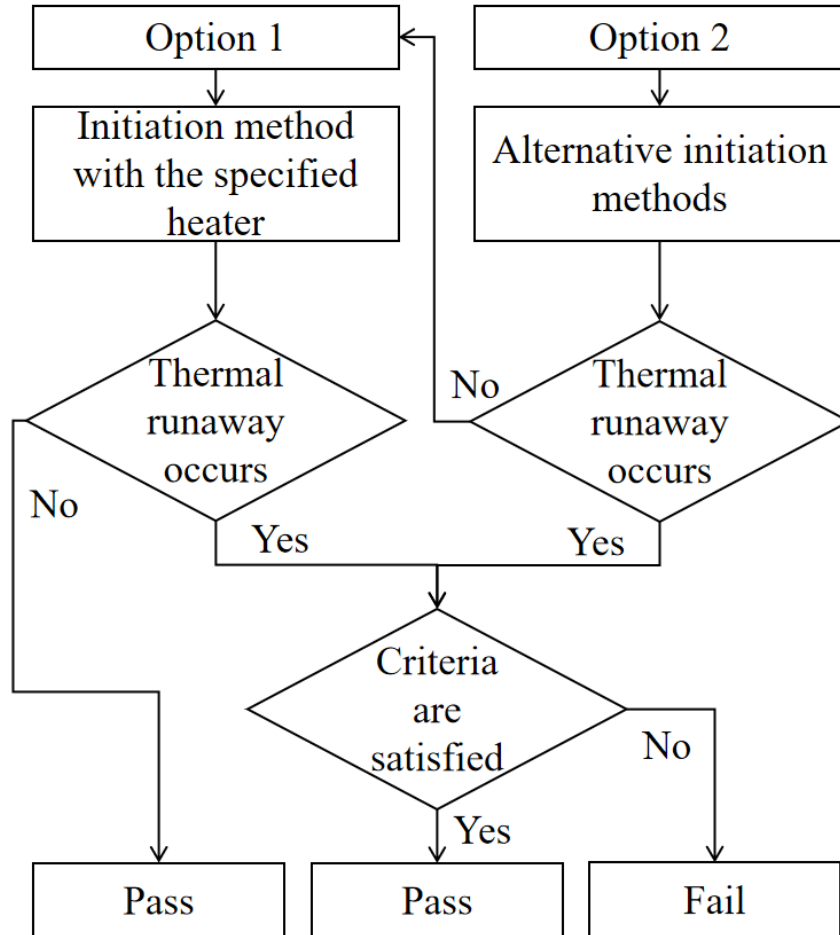 Option 1
Option 2
Initiation method
with the specified
heater
Alternative initiation
methods
Thermal
runaway
occurs
No
Thermal
runaway
occurs
No
Yes
Yes
Criteria
are
satisfied
No
Yes
Pass
Pass
Fail